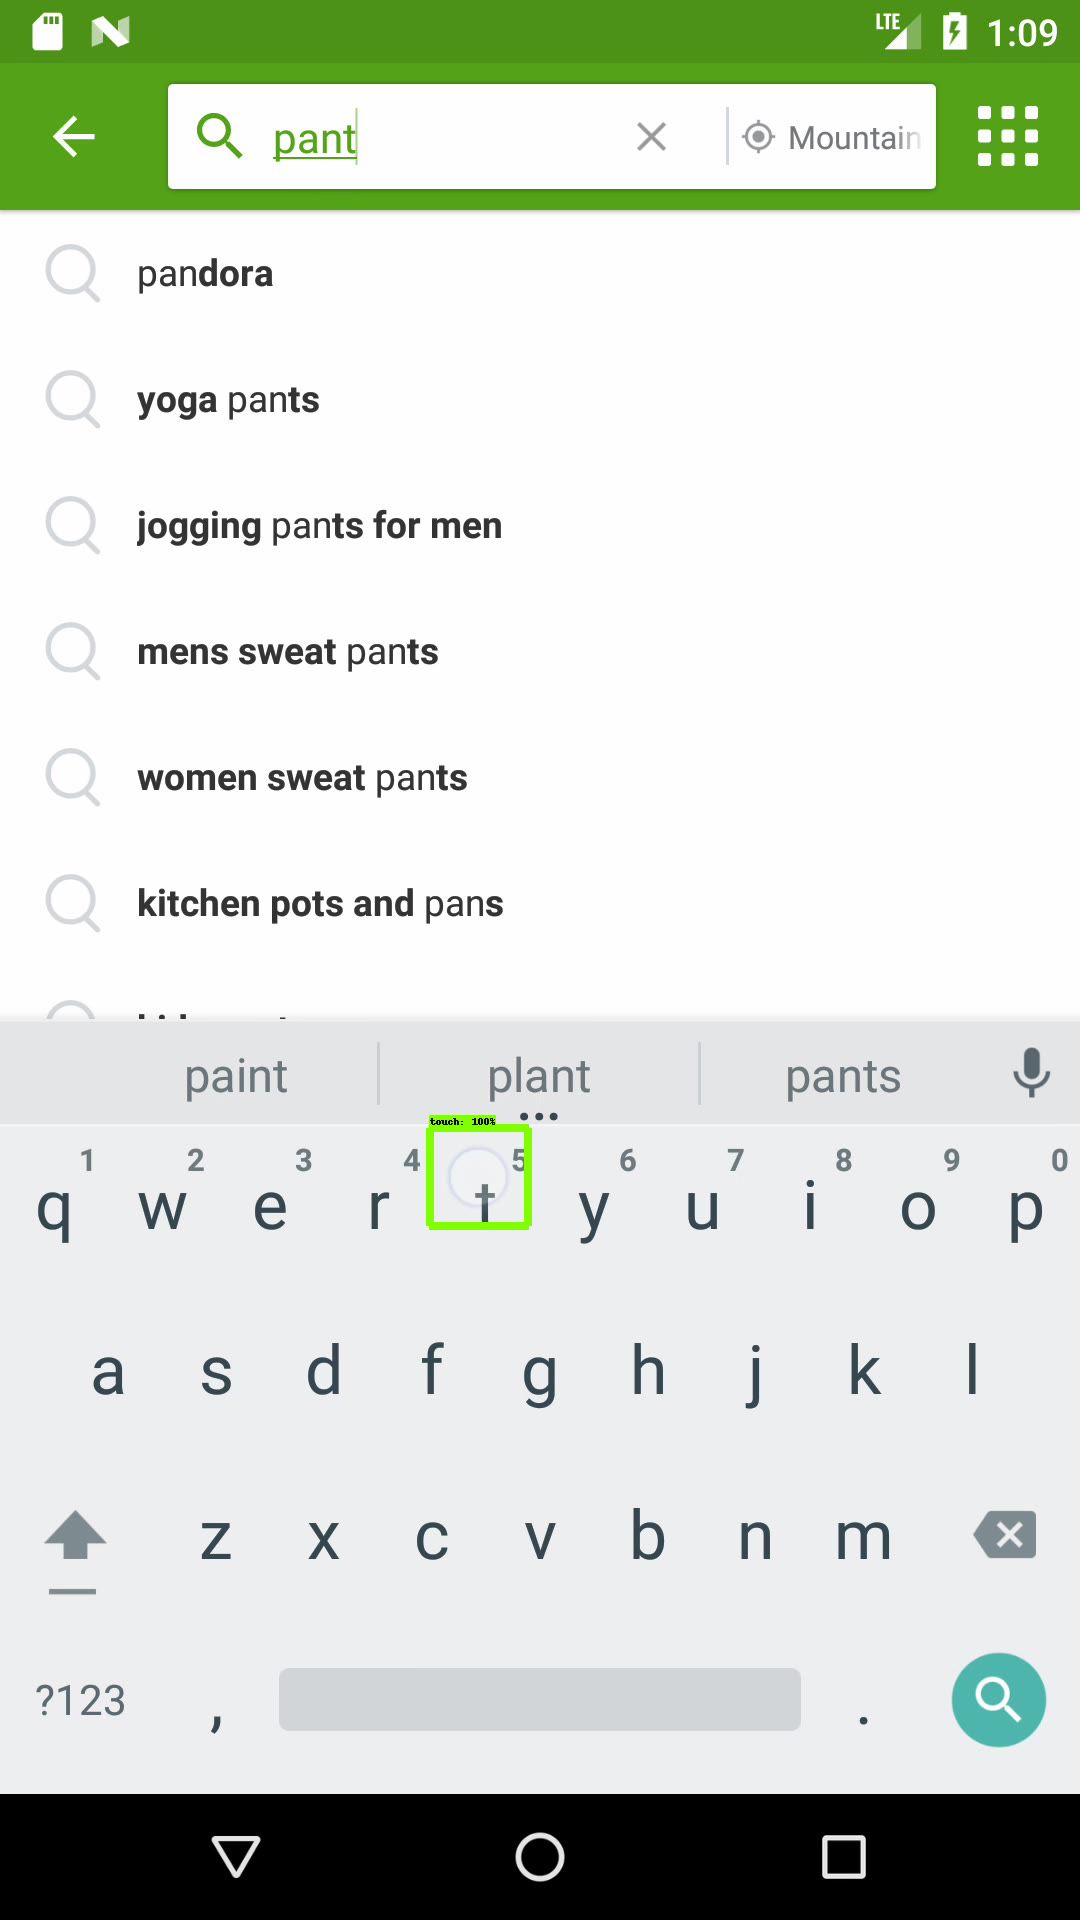 LTE 1:09
pant Mountain
pandora
yoga pants
jogging pants for men
mens sweat pants
women sweat pants
kitchen pots and pans
paint plant pants
touch: 100%
1 2 3 4 5 6 7 8 9 0
q w e r t y u i o p
a s d f g h j k l
z x c v b n m
?123 , .